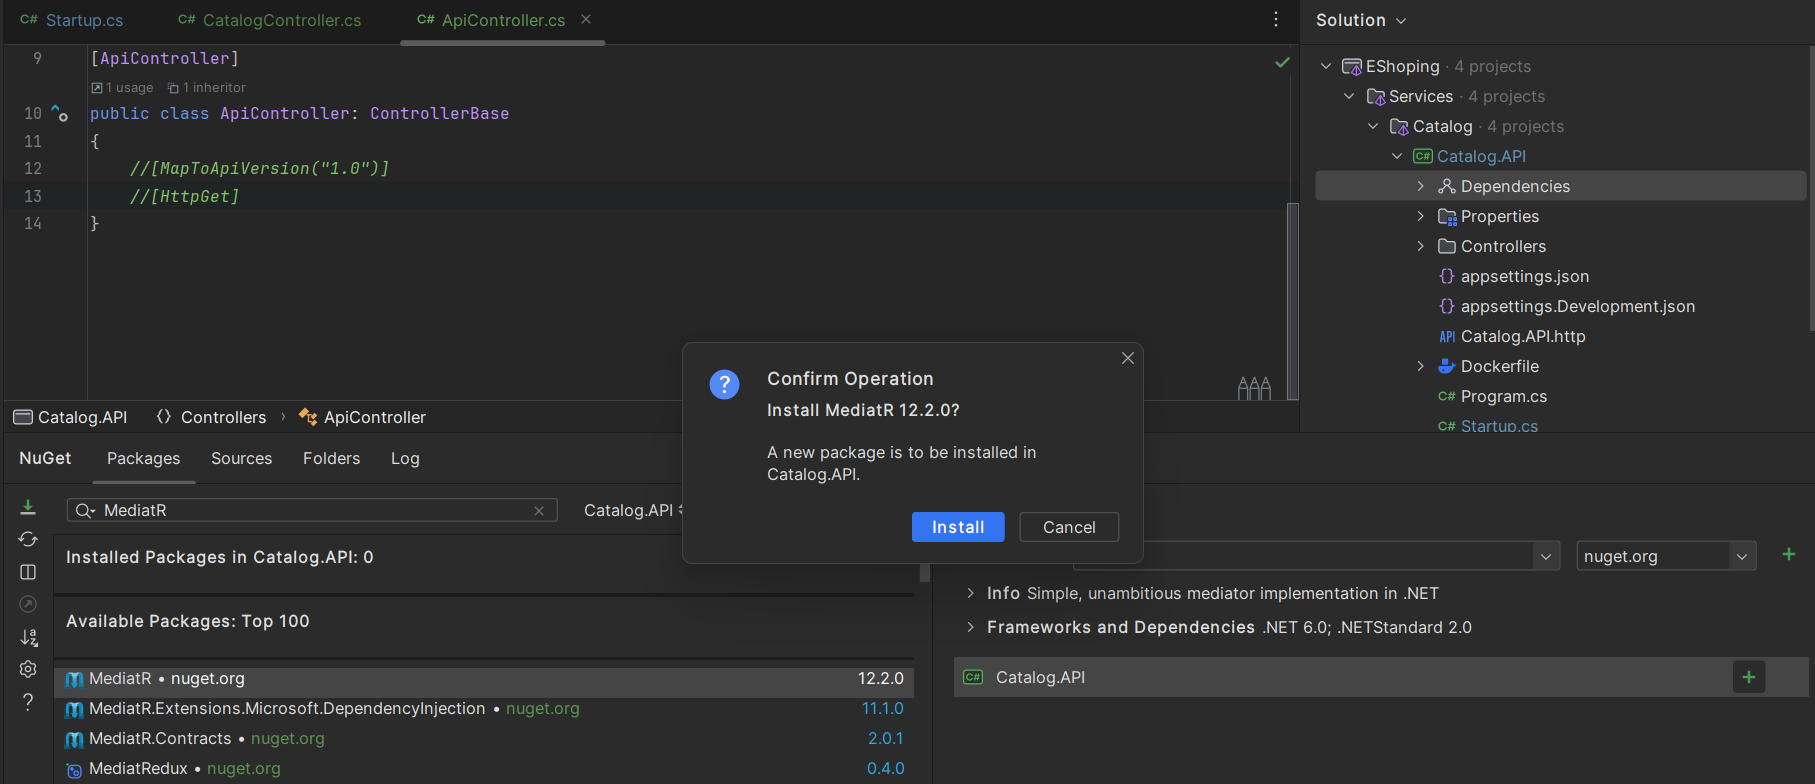 C# Startup.cs
C# CatalogController.cs
C# ApiController.cs
9 [ApiController]
1 usage 1 inheritor
10 public class ApiController: ControllerBase
11 {
12 //[MapToApiVersion("1.0")]
13 //[HttpGet]
14 }
Catalog.API Controllers › ApiController
Solution
EShoping · 4 projects
Services · 4 projects
Catalog · 4 projects
C# Catalog.API
Dependencies
Properties
Controllers
{} appsettings.json
{} appsettings.Development.json
API Catalog.API.http
Dockerfile
C# Program.cs
C# Startup.cs
Confirm Operation
Install MediatR 12.2.0?
A new package is to be installed in
Catalog.API.
Install Cancel
NuGet Packages Sources Folders Log
MediatR Catalog.API
Installed Packages in Catalog.API: 0
Available Packages: Top 100
MediatR • nuget.org 12.2.0
MediatR.Extensions.Microsoft.DependencyInjection • nuget.org 11.1.0
MediatR.Contracts • nuget.org 2.0.1
MediatRedux • nuget.org 0.4.0
nuget.org
Info Simple, unambitious mediator implementation in .NET
Frameworks and Dependencies .NET 6.0; .NETStandard 2.0
C# Catalog.API